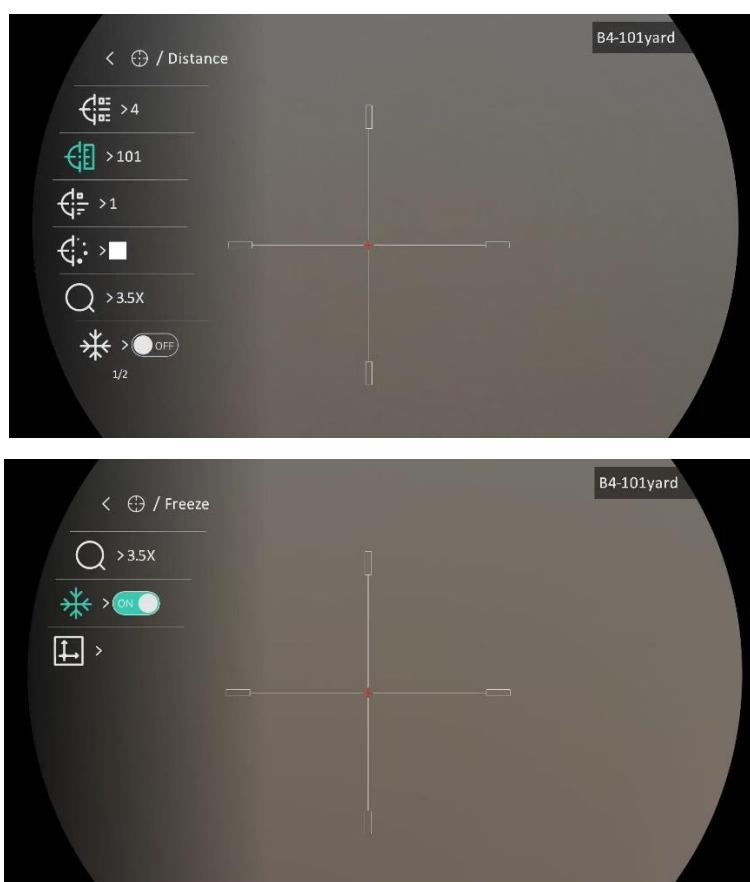 B4-101yard
< / Distance
>4
>101
>1
>
>3.5X
> OFF
1/2
B4-101yard
< / Freeze
>3.5X
> ON
>